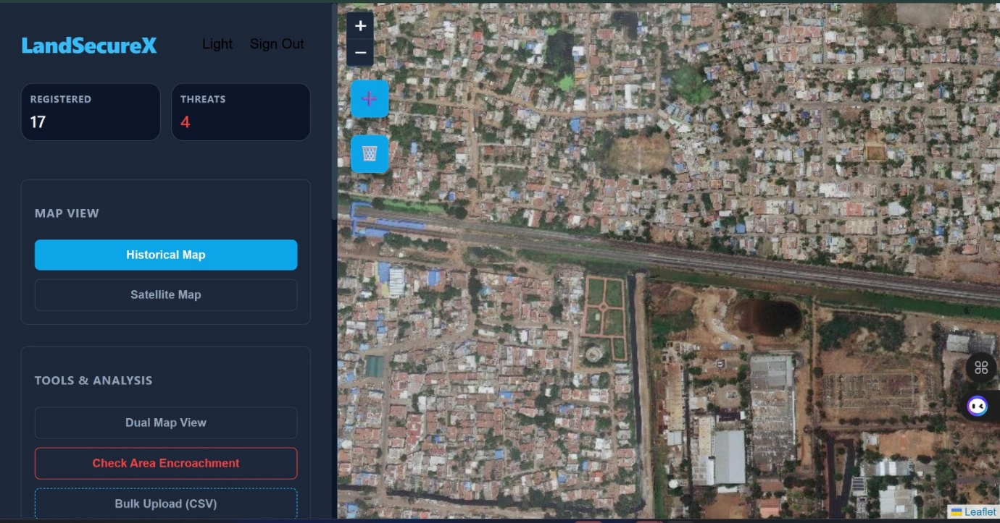 LandSecureX Light Sign Out
REGISTERED THREATS
17 4
MAP VIEW
Historical Map
Satellite Map
TOOLS & ANALYSIS
Dual Map View
Check Area Encroachment
Bulk Upload (CSV)
+
−
Leaflet